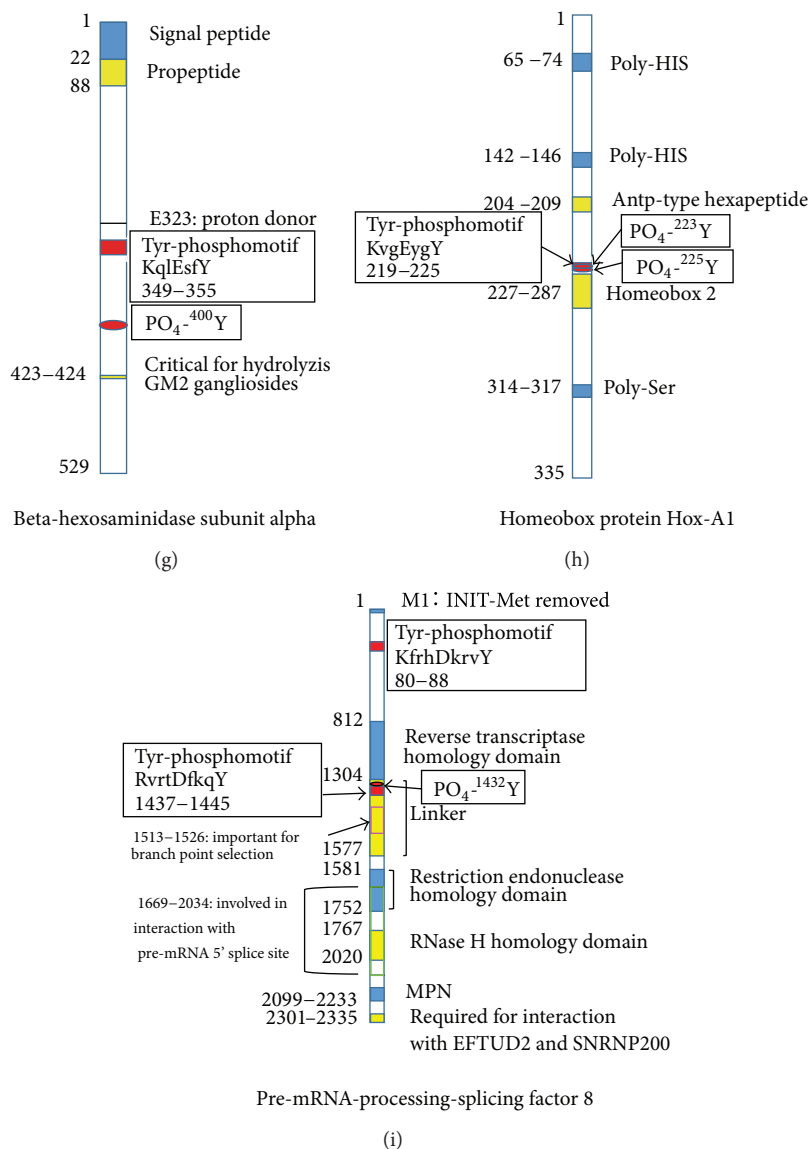 1
Signal peptide
22
Propeptide
88
E323: proton donor
Tyr-phosphomotif
KqlEsfY
349–355
PO4-400Y
Critical for hydrolyzis
423–424
GM2 gangliosides
529
Beta-hexosaminidase subunit alpha
(g)
1
65 –74
Poly-HIS
142 –146
Poly-HIS
204 –209
Antp-type hexapeptide
Tyr-phosphomotif
KvgEygY
219–225
PO4-223Y
PO4-225Y
227–287
Homeobox 2
314–317
Poly-Ser
335
Homeobox protein Hox-A1
(h)
1
M1: INIT-Met removed
Tyr-phosphomotif
KfrhDkrvY
80–88
812
Reverse transcriptase
homology domain
Tyr-phosphomotif
RvrtDfkqY
1437–1445
1304
PO4-1432Y
Linker
1513–1526: important for
branch point selection
1577
1581
Restriction endonuclease
homology domain
1669–2034: involved in
interaction with
pre-mRNA 5' splice site
1752
1767
RNase H homology domain
2020
2099–2233
MPN
2301–2335
Required for interaction
with EFTUD2 and SNRNP200
Pre-mRNA-processing-splicing factor 8
(i)